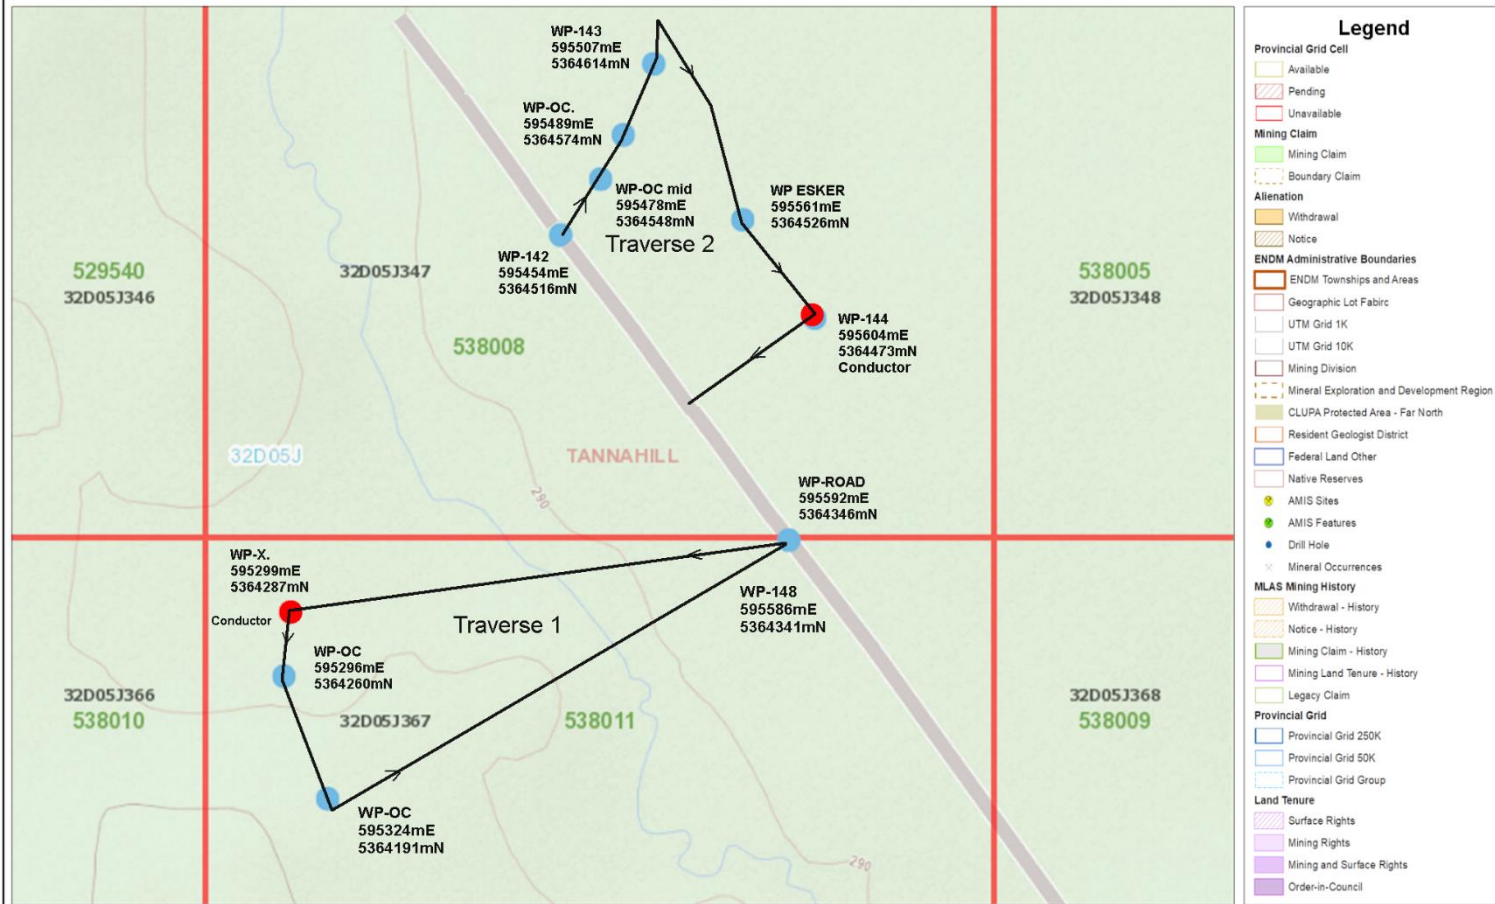 WP-143
595507mE
5364614mN
WP-OC.
595489mE
5364574mN
WP-OC mid
595478mE
5364548mN
WP ESKER
595561mE
5364526mN
Traverse 2
WP-142
595454mE
5364516mN
529540
32D05J346
32D05J347
538005
32D05J348
WP-144
595604mE
5364473mN
Conductor
538008
32D05J
TANNAHILL
290
WP-ROAD
595592mE
5364346mN
WP-X.
595299mE
5364287mN
Conductor
Traverse 1
WP-148
595586mE
5364341mN
WP-OC
595296mE
5364260mN
32D05J366
538010
32D05J367
538011
32D05J368
538009
WP-OC
595324mE
5364191mN
290
Legend
Provincial Grid Cell
Available
Pending
Unavailable
Mining Claim
Mining Claim
Boundary Claim
Alienation
Withdrawal
Notice
ENDM Administrative Boundaries
ENDM Townships and Areas
Geographic Lot Fabirc
UTM Grid 1K
UTM Grid 10K
Mining Division
Mineral Exploration and Development Region
CLUPA Protected Area - Far North
Resident Geologist District
Federal Land Other
Native Reserves
AMIS Sites
AMIS Features
Drill Hole
Mineral Occurrences
MLAS Mining History
Withdrawal - History
Notice - History
Mining Claim - History
Mining Land Tenure - History
Legacy Claim
Provincial Grid
Provincial Grid 250K
Provincial Grid 50K
Provincial Grid Group
Land Tenure
Surface Rights
Mining Rights
Mining and Surface Rights
Order-in-Council